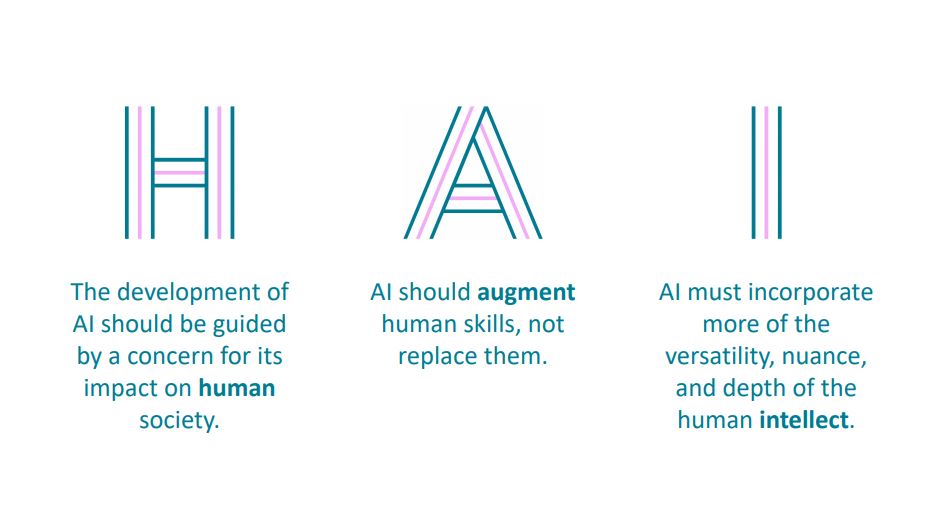 H A I
The development of
AI should be guided
by a concern for its
impact on human
society.
AI should augment
human skills, not
replace them.
AI must incorporate
more of the
versatility, nuance,
and depth of the
human intellect.